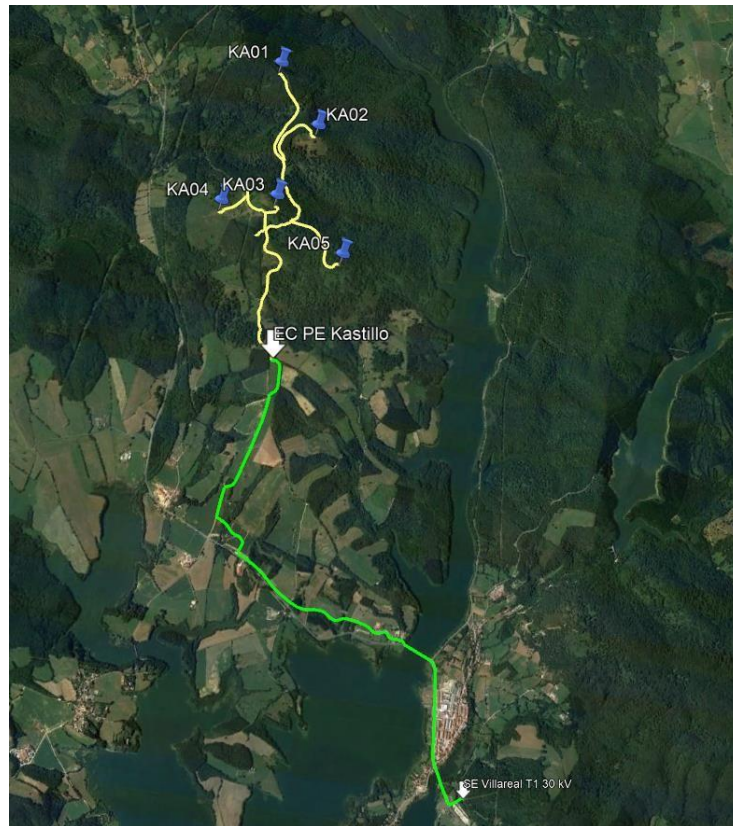 KA01
KA02
KA04
KA03
KA05
EC PE Kastillo
SE Villareal T1 30 kV